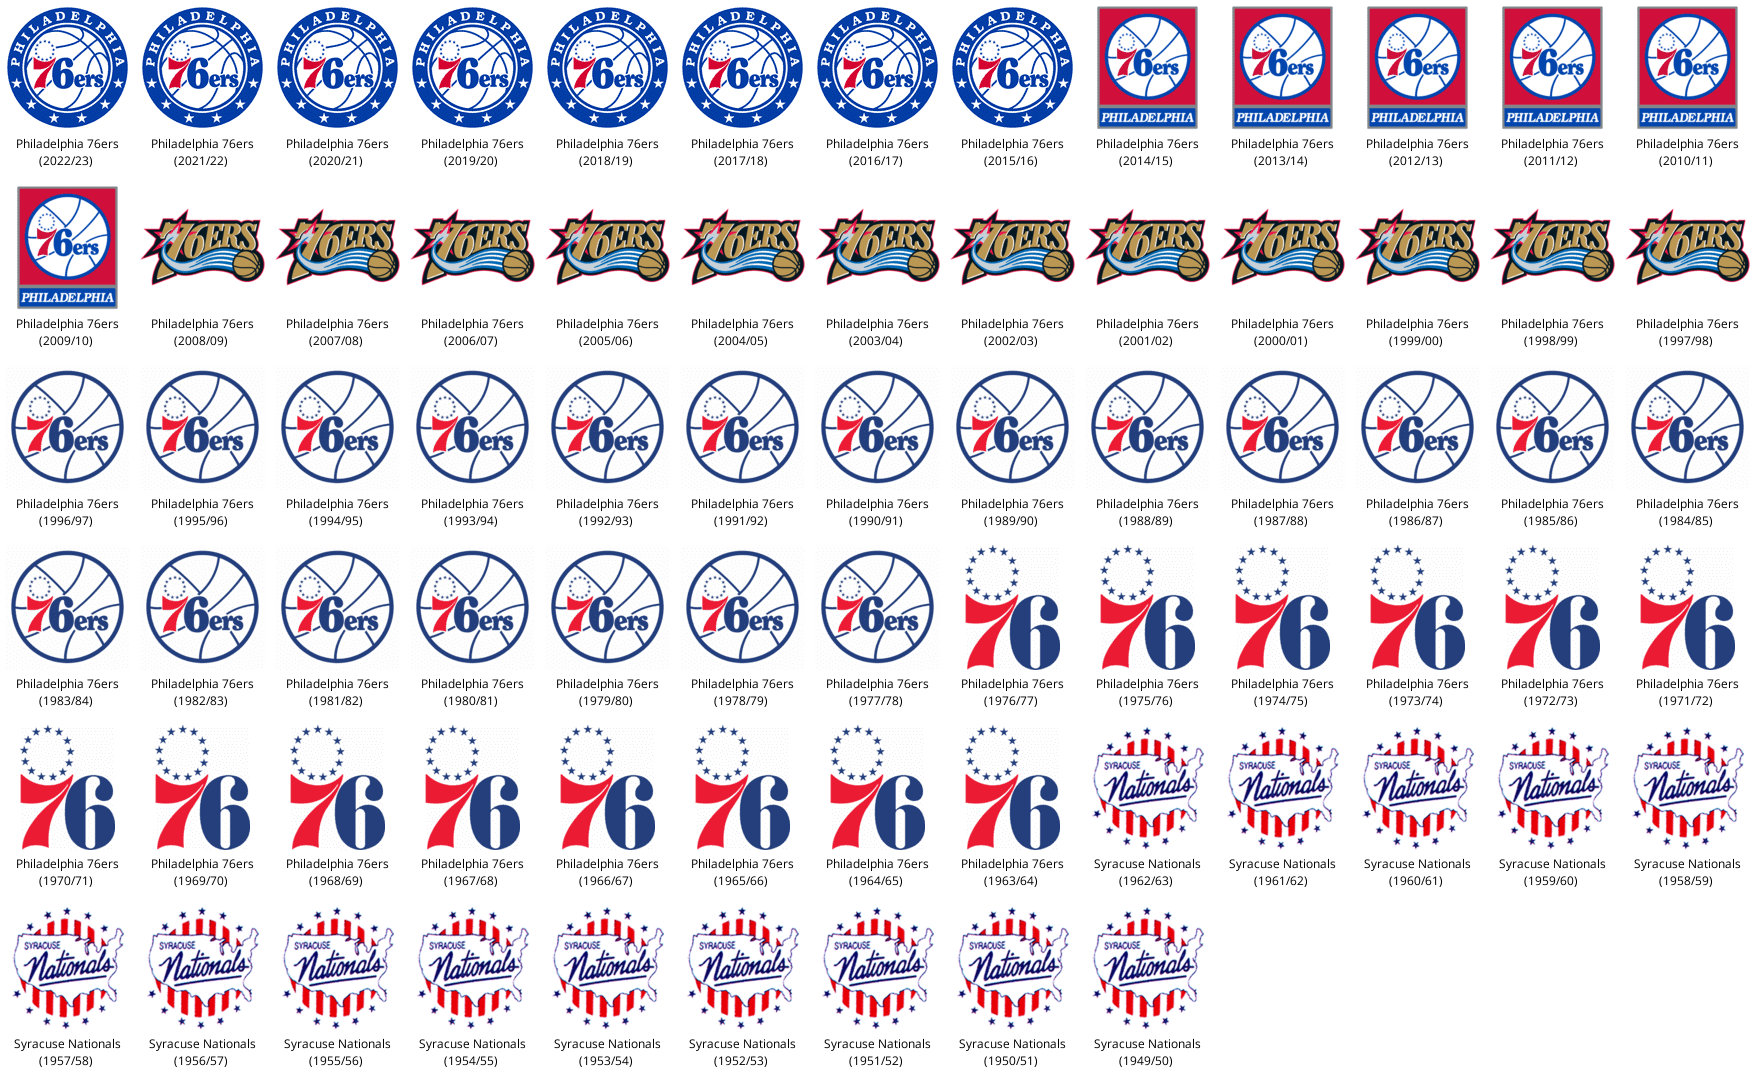 PHILADELPHIA
76ers
Philadelphia 76ers
(2022/23)
PHILADELPHIA
76ers
Philadelphia 76ers
(2021/22)
PHILADELPHIA
76ers
Philadelphia 76ers
(2020/21)
PHILADELPHIA
76ers
Philadelphia 76ers
(2019/20)
PHILADELPHIA
76ers
Philadelphia 76ers
(2018/19)
PHILADELPHIA
76ers
Philadelphia 76ers
(2017/18)
PHILADELPHIA
76ers
Philadelphia 76ers
(2016/17)
PHILADELPHIA
76ers
Philadelphia 76ers
(2015/16)
76ers
PHILADELPHIA
Philadelphia 76ers
(2014/15)
76ers
PHILADELPHIA
Philadelphia 76ers
(2013/14)
76ers
PHILADELPHIA
Philadelphia 76ers
(2012/13)
76ers
PHILADELPHIA
Philadelphia 76ers
(2011/12)
76ers
PHILADELPHIA
Philadelphia 76ers
(2010/11)
76ers
PHILADELPHIA
Philadelphia 76ers
(2009/10)
76ERS
Philadelphia 76ers
(2008/09)
76ERS
Philadelphia 76ers
(2007/08)
76ERS
Philadelphia 76ers
(2006/07)
76ERS
Philadelphia 76ers
(2005/06)
76ERS
Philadelphia 76ers
(2004/05)
76ERS
Philadelphia 76ers
(2003/04)
76ERS
Philadelphia 76ers
(2002/03)
76ERS
Philadelphia 76ers
(2001/02)
76ERS
Philadelphia 76ers
(2000/01)
76ERS
Philadelphia 76ers
(1999/00)
76ERS
Philadelphia 76ers
(1998/99)
76ERS
Philadelphia 76ers
(1997/98)
76ers
Philadelphia 76ers
(1996/97)
76ers
Philadelphia 76ers
(1995/96)
76ers
Philadelphia 76ers
(1994/95)
76ers
Philadelphia 76ers
(1993/94)
76ers
Philadelphia 76ers
(1992/93)
76ers
Philadelphia 76ers
(1991/92)
76ers
Philadelphia 76ers
(1990/91)
76ers
Philadelphia 76ers
(1989/90)
76ers
Philadelphia 76ers
(1988/89)
76ers
Philadelphia 76ers
(1987/88)
76ers
Philadelphia 76ers
(1986/87)
76ers
Philadelphia 76ers
(1985/86)
76ers
Philadelphia 76ers
(1984/85)
76ers
Philadelphia 76ers
(1983/84)
76ers
Philadelphia 76ers
(1982/83)
76ers
Philadelphia 76ers
(1981/82)
76ers
Philadelphia 76ers
(1980/81)
76ers
Philadelphia 76ers
(1979/80)
76ers
Philadelphia 76ers
(1978/79)
76ers
Philadelphia 76ers
(1977/78)
76
Philadelphia 76ers
(1976/77)
76
Philadelphia 76ers
(1975/76)
76
Philadelphia 76ers
(1974/75)
76
Philadelphia 76ers
(1973/74)
76
Philadelphia 76ers
(1972/73)
76
Philadelphia 76ers
(1971/72)
76
Philadelphia 76ers
(1970/71)
76
Philadelphia 76ers
(1969/70)
76
Philadelphia 76ers
(1968/69)
76
Philadelphia 76ers
(1967/68)
76
Philadelphia 76ers
(1966/67)
76
Philadelphia 76ers
(1965/66)
76
Philadelphia 76ers
(1964/65)
76
Philadelphia 76ers
(1963/64)
SYRACUSE
Nationals
Syracuse Nationals
(1962/63)
SYRACUSE
Nationals
Syracuse Nationals
(1961/62)
SYRACUSE
Nationals
Syracuse Nationals
(1960/61)
SYRACUSE
Nationals
Syracuse Nationals
(1959/60)
SYRACUSE
Nationals
Syracuse Nationals
(1958/59)
SYRACUSE
Nationals
Syracuse Nationals
(1957/58)
SYRACUSE
Nationals
Syracuse Nationals
(1956/57)
SYRACUSE
Nationals
Syracuse Nationals
(1955/56)
SYRACUSE
Nationals
Syracuse Nationals
(1954/55)
SYRACUSE
Nationals
Syracuse Nationals
(1953/54)
SYRACUSE
Nationals
Syracuse Nationals
(1952/53)
SYRACUSE
Nationals
Syracuse Nationals
(1951/52)
SYRACUSE
Nationals
Syracuse Nationals
(1950/51)
SYRACUSE
Nationals
Syracuse Nationals
(1949/50)